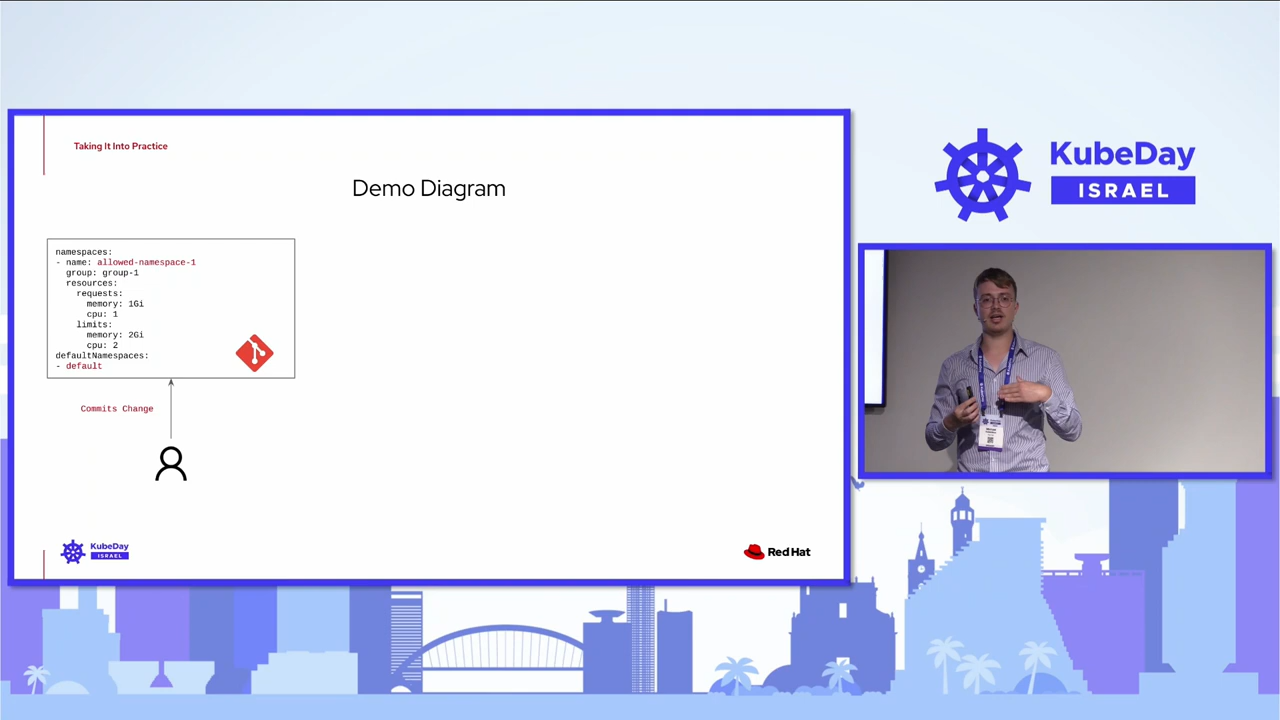 Taking It Into Practice
Demo Diagram
namespaces:
- name: allowed-namespace-1
group: group-1
resources:
requests:
memory: 1Gi
cpu: 1
limits:
memory: 2Gi
cpu: 2
defaultNamespaces:
- default
Commits Change
KubeDay
ISRAEL
Red Hat
KubeDay
ISRAEL